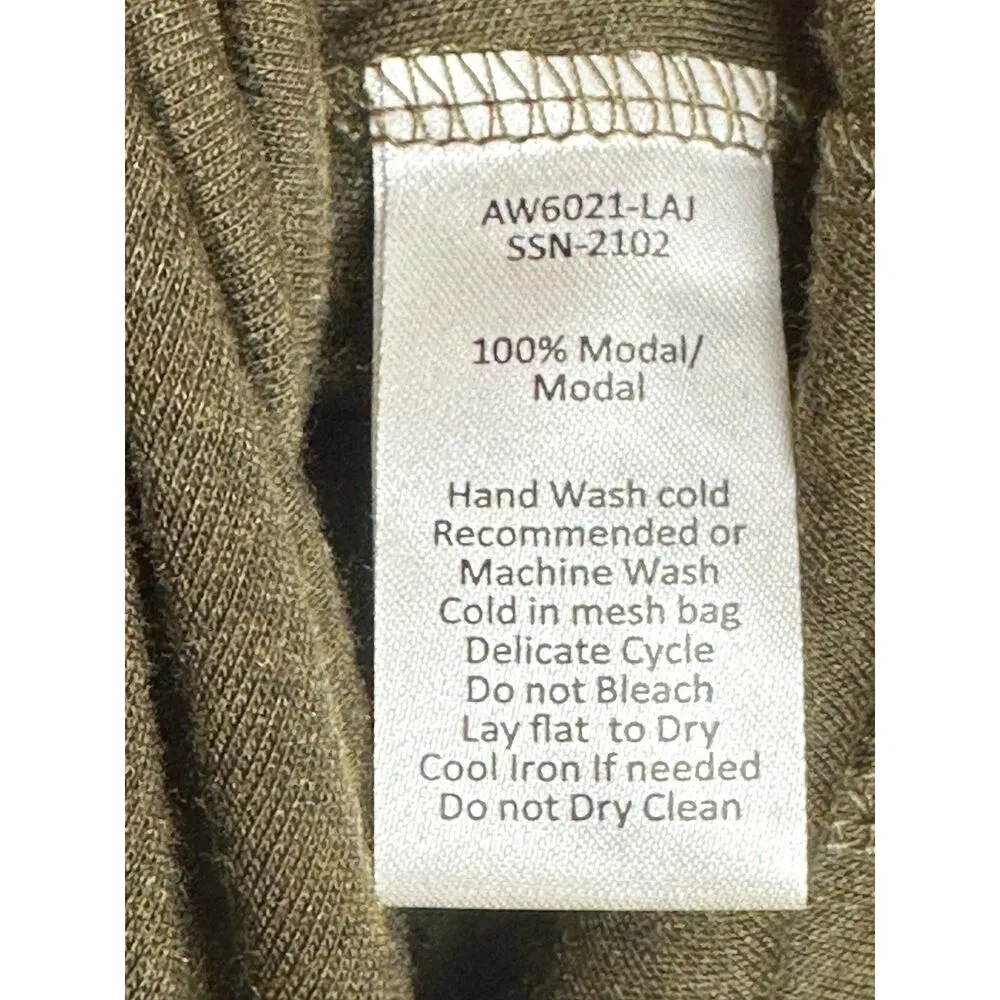 AW6021-LAJ
SSN-2102
100% Modal/
Modal
Hand Wash cold
Recommended or
Machine Wash
Cold in mesh bag
Delicate Cycle
Do not Bleach
Lay flat  to Dry
Cool Iron If needed
Do not Dry Clean